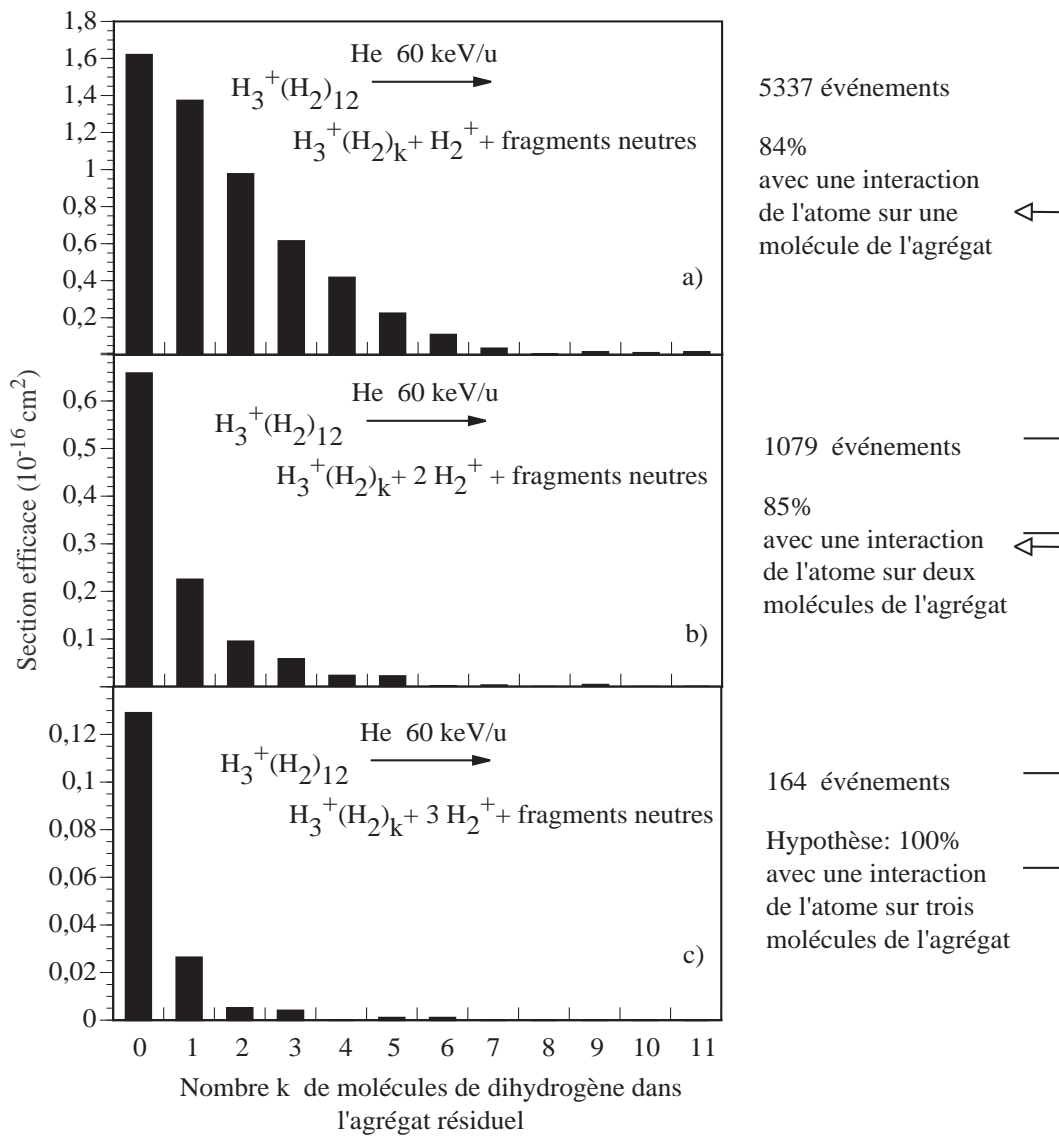 1,8
1,6
1,4
1,2
1
0,8
0,6
0,4
0,2
He 60 keV/u
H3+(H2)12
H3+(H2)k + H2+ + fragments neutres
a)
5337 événements
84%
avec une interaction
de l'atome sur une
molécule de l'agrégat
Section efficace (10-16 cm2)
0,6
0,5
0,4
0,3
0,2
0,1
He 60 keV/u
H3+(H2)12
H3+(H2)k + 2 H2+ + fragments neutres
b)
1079 événements
85%
avec une interaction
de l'atome sur deux
molécules de l'agrégat
0,12
0,1
0,08
0,06
0,04
0,02
0
He 60 keV/u
H3+(H2)12
H3+(H2)k + 3 H2+ + fragments neutres
c)
164 événements
Hypothèse: 100%
avec une interaction
de l'atome sur trois
molécules de l'agrégat
0 1 2 3 4 5 6 7 8 9 10 11
Nombre k de molécules de dihydrogène dans
l'agrégat résiduel